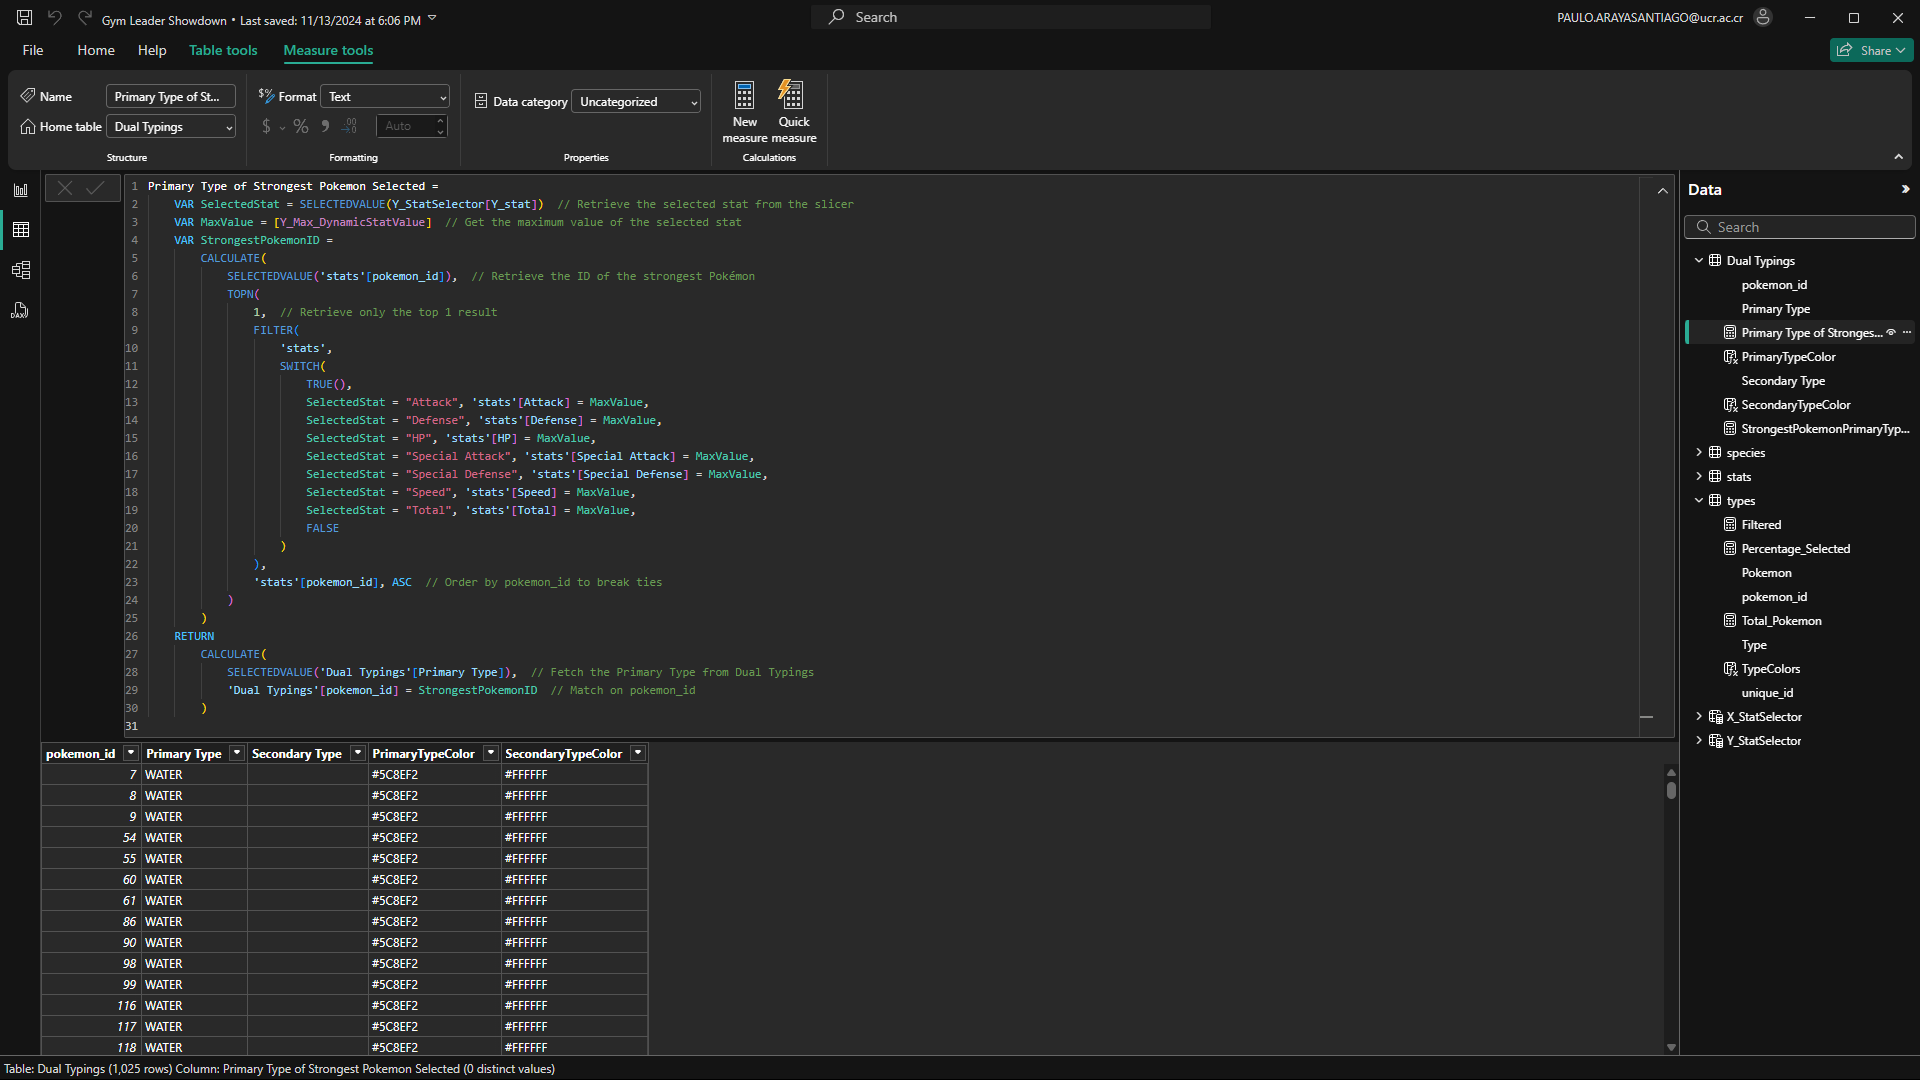 Gym Leader Showdown • Last saved: 11/13/2024 at 6:06 PM
Search
PAULO.ARAYASANTIAGO@ucr.ac.cr
File
Home
Help
Table tools
Measure tools
Share
Name
Primary Type of St...
Home table
Dual Typings
Structure
Format
Text
$ % 9 .00
Auto
Formatting
Data category
Uncategorized
Properties
New measure
Quick measure
Calculations
1 Primary Type of Strongest Pokemon Selected =
2 VAR SelectedStat = SELECTEDVALUE(Y_StatSelector[Y_stat]) // Retrieve the selected stat from the slicer
3 VAR MaxValue = [Y_Max_DynamicStatValue] // Get the maximum value of the selected stat
4 VAR StrongestPokemonID =
5 CALCULATE(
6 SELECTEDVALUE('stats'[pokemon_id]), // Retrieve the ID of the strongest Pokémon
7 TOPN(
8 1, // Retrieve only the top 1 result
9 FILTER(
10 'stats',
11 SWITCH(
12 TRUE(),
13 SelectedStat = "Attack", 'stats'[Attack] = MaxValue,
14 SelectedStat = "Defense", 'stats'[Defense] = MaxValue,
15 SelectedStat = "HP", 'stats'[HP] = MaxValue,
16 SelectedStat = "Special Attack", 'stats'[Special Attack] = MaxValue,
17 SelectedStat = "Special Defense", 'stats'[Special Defense] = MaxValue,
18 SelectedStat = "Speed", 'stats'[Speed] = MaxValue,
19 SelectedStat = "Total", 'stats'[Total] = MaxValue,
20 FALSE
21 )
22 ),
23 'stats'[pokemon_id], ASC // Order by pokemon_id to break ties
24 )
25 )
26 RETURN
27 CALCULATE(
28 SELECTEDVALUE('Dual Typings'[Primary Type]), // Fetch the Primary Type from Dual Typings
29 'Dual Typings'[pokemon_id] = StrongestPokemonID // Match on pokemon_id
30 )
31
pokemon_id Primary Type Secondary Type PrimaryTypeColor SecondaryTypeColor
7 WATER #5C8EF2 #FFFFFF
8 WATER #5C8EF2 #FFFFFF
9 WATER #5C8EF2 #FFFFFF
54 WATER #5C8EF2 #FFFFFF
55 WATER #5C8EF2 #FFFFFF
60 WATER #5C8EF2 #FFFFFF
61 WATER #5C8EF2 #FFFFFF
86 WATER #5C8EF2 #FFFFFF
90 WATER #5C8EF2 #FFFFFF
98 WATER #5C8EF2 #FFFFFF
99 WATER #5C8EF2 #FFFFFF
116 WATER #5C8EF2 #FFFFFF
117 WATER #5C8EF2 #FFFFFF
118 WATER #5C8EF2 #FFFFFF
Data
Search
Dual Typings
pokemon_id
Primary Type
Primary Type of Stronges...
PrimaryTypeColor
Secondary Type
SecondaryTypeColor
StrongestPokemonPrimaryTyp...
species
stats
types
Filtered
Percentage_Selected
Pokemon
pokemon_id
Total_Pokemon
Type
TypeColors
unique_id
X_StatSelector
Y_StatSelector
Table: Dual Typings (1,025 rows) Column: Primary Type of Strongest Pokemon Selected (0 distinct values)